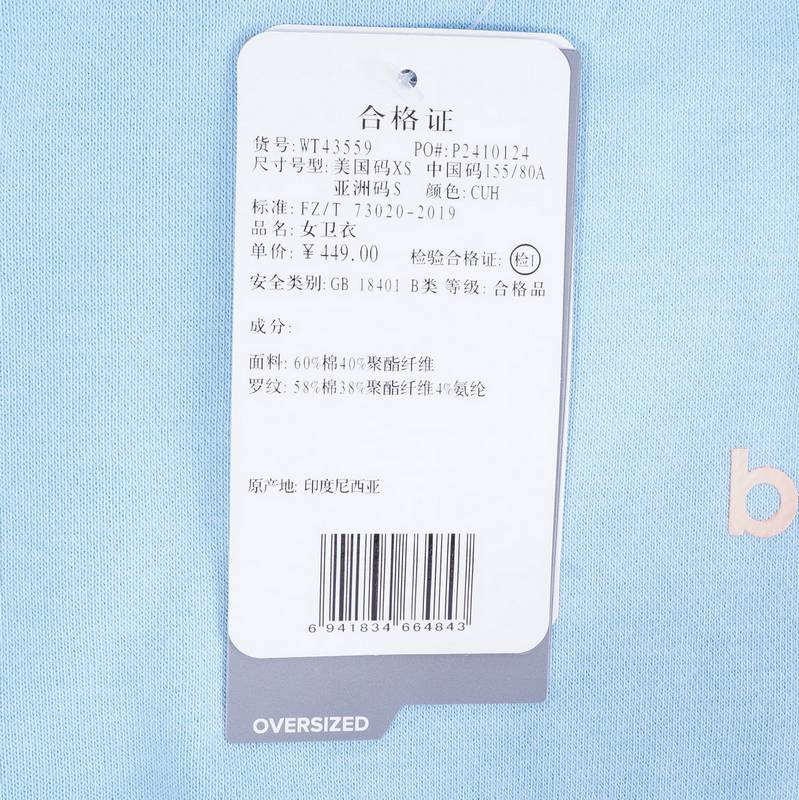 合格证
货号: WT43559 PO#: P2410124
尺寸号型: 美国码XS 中国码155/80A
亚洲码S 颜色: CUH
标准: FZ/T 73020-2019
品名: 女卫衣
单价: ¥449.00 检验合格证: 检1
安全类别: GB 18401 B类 等级: 合格品
成分:
面料: 60%棉40%聚酯纤维
罗纹: 58%棉38%聚酯纤维4%氨纶
原产地: 印度尼西亚
6 941834 664843
OVERSIZED
b